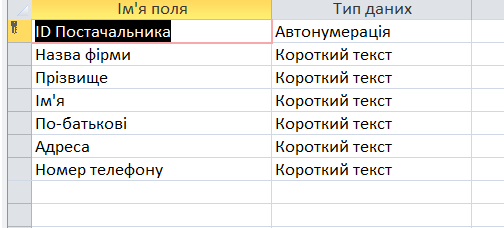 Ім'я поля Тип даних
ID Постачальника Автонумерація
Назва фірми Короткий текст
Прізвище Короткий текст
Ім'я Короткий текст
По-батькові Короткий текст
Адреса Короткий текст
Номер телефону Короткий текст